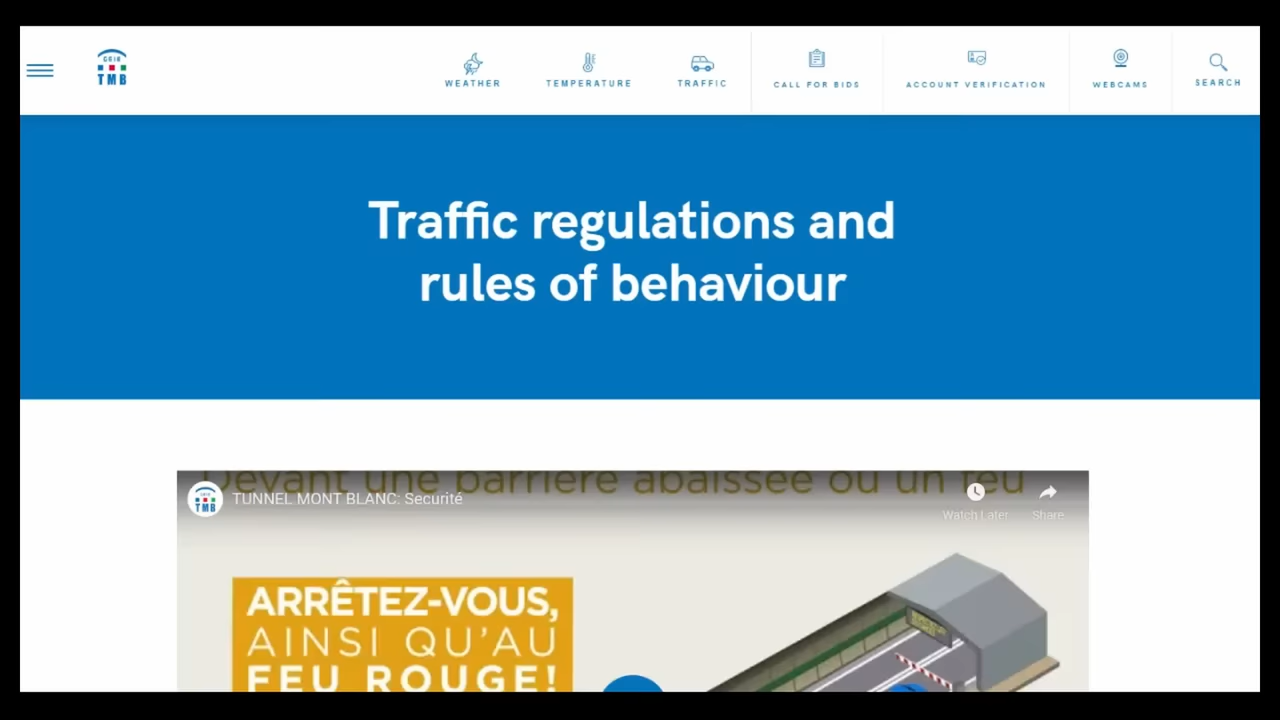 GEIE
TMB
WEATHER
TEMPERATURE
TRAFFIC
CALL FOR BIDS
ACCOUNT VERIFICATION
WEBCAMS
SEARCH
Traffic regulations and
rules of behaviour
Devant une barrière abaissée ou un feu
TMB
TUNNEL MONT BLANC: Securité
Watch Later
Share
ARRÊTEZ-VOUS,
AINSI QU'AU
FEU ROUGE!